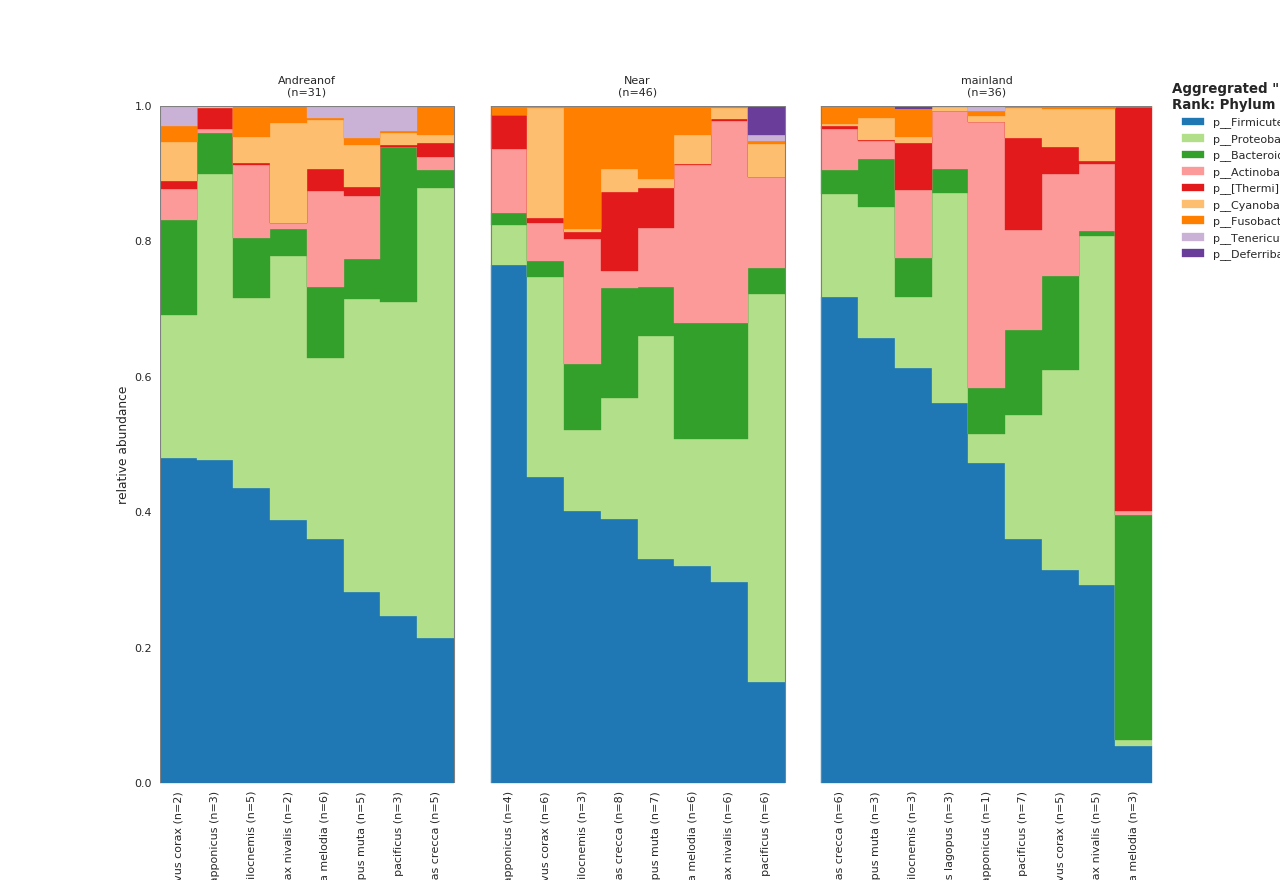 Andreanof
(n=31)
Near
(n=46)
mainland
(n=36)
Aggregrated "
Rank: Phylum
p__Firmicute
p__Proteoba
p__Bacteroid
p__Actinoba
p__[Thermi]
p__Cyanoba
p__Fusobact
p__Tenericu
p__Deferriba
relative abundance
1.0
0.8
0.6
0.4
0.2
0.0
vus corax (n=2)
apponicus (n=3)
ilocnemis (n=5)
ax nivalis (n=2)
a melodia (n=6)
pus muta (n=5)
pacificus (n=3)
as crecca (n=5)
apponicus (n=4)
vus corax (n=6)
ilocnemis (n=3)
as crecca (n=8)
pus muta (n=7)
a melodia (n=6)
ax nivalis (n=6)
pacificus (n=6)
as crecca (n=6)
pus muta (n=3)
ilocnemis (n=3)
s lagopus (n=3)
apponicus (n=1)
pacificus (n=7)
vus corax (n=5)
ax nivalis (n=5)
a melodia (n=3)